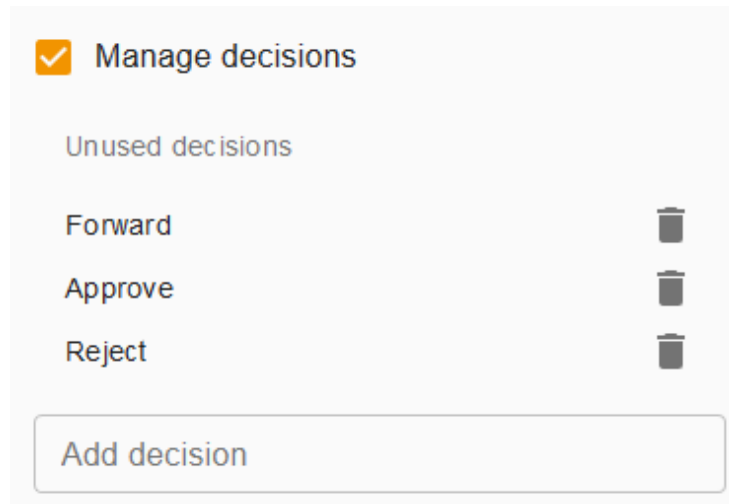 Manage decisions
Unused decisions
Forward
Approve
Reject
Add decision